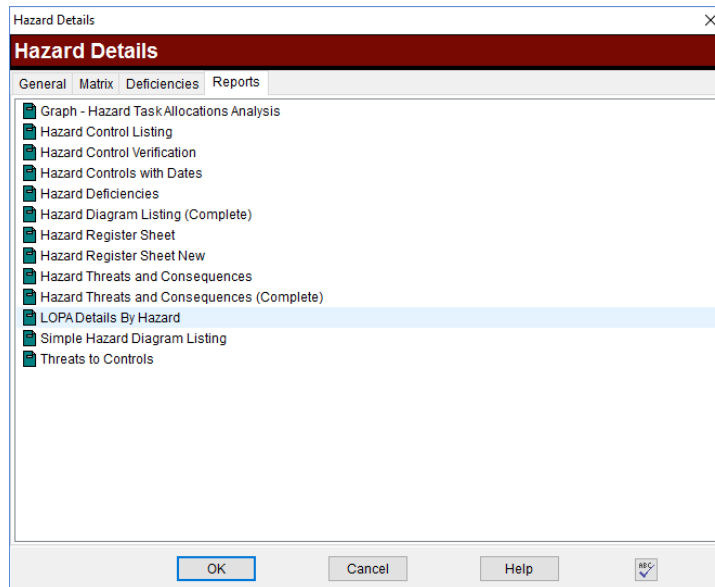 Hazard Details
Hazard Details
General Matrix Deficiencies Reports
Graph - Hazard Task Allocations Analysis
Hazard Control Listing
Hazard Control Verification
Hazard Controls with Dates
Hazard Deficiencies
Hazard Diagram Listing (Complete)
Hazard Register Sheet
Hazard Register Sheet New
Hazard Threats and Consequences
Hazard Threats and Consequences (Complete)
LOPA Details By Hazard
Simple Hazard Diagram Listing
Threats to Controls
OK Cancel Help ABC